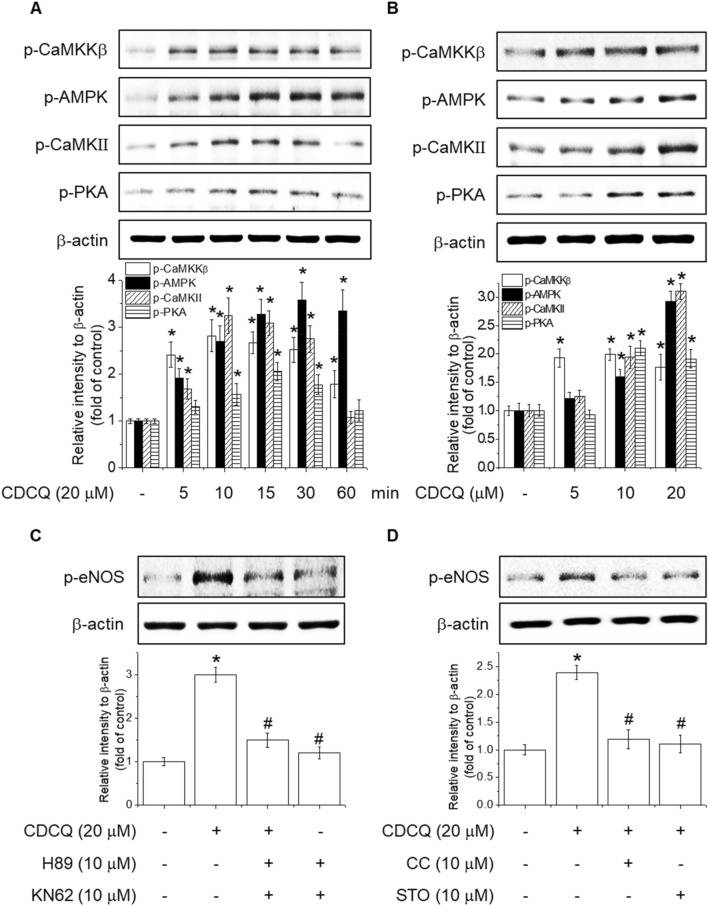 A
p-CaMKKβ
p-AMPK
p-CaMKII
p-PKA
β-actin
Relative intensity to β-actin
(fold of control)
4
3
2
1
0
p-CaMKKβ
p-AMPK
p-CaMKII
p-PKA
* * * * * * * * * * * * * * * * * *
CDCQ (20 μM) - 5 10 15 30 60 min
B
p-CaMKKβ
p-AMPK
p-CaMKII
p-PKA
β-actin
Relative intensity to β-actin
(fold of control)
3.0
2.5
2.0
1.5
1.0
0.5
0.0
p-CaMKKβ
p-AMPK
p-CaMKII
p-PKA
* * * * * * * * *
CDCQ (μM) - 5 10 20
C
p-eNOS
β-actin
Relative intensity to β-actin
(fold of control)
3
2
1
0
* # #
CDCQ (20 μM) - + + -
H89 (10 μM) - - + +
KN62 (10 μM) - - + +
D
p-eNOS
β-actin
Relative intensity to β-actin
(fold of control)
2.5
2.0
1.5
1.0
0.5
0.0
* # #
CDCQ (20 μM) - + + +
CC (10 μM) - - + -
STO (10 μM) - - - +